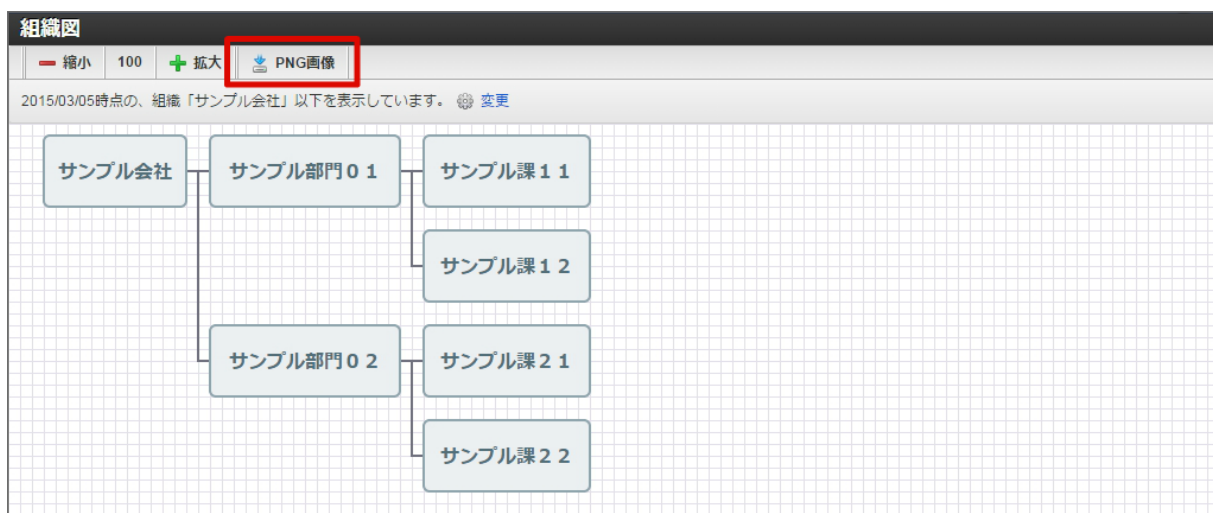 組織図
縮小 100 拡大 PNG画像
2015/03/05時点の、組織「サンプル会社」以下を表示しています。 変更
サンプル会社 サンプル部門０１ サンプル課１１
サンプル課１２
サンプル部門０２ サンプル課２１
サンプル課２２